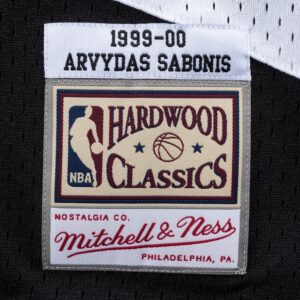 1999-00
ARVYDAS SABONIS
HARDWOOD
NBA
CLASSICS
NOSTALGIA CO.
Mitchell & Ness
PHILADELPHIA, PA.